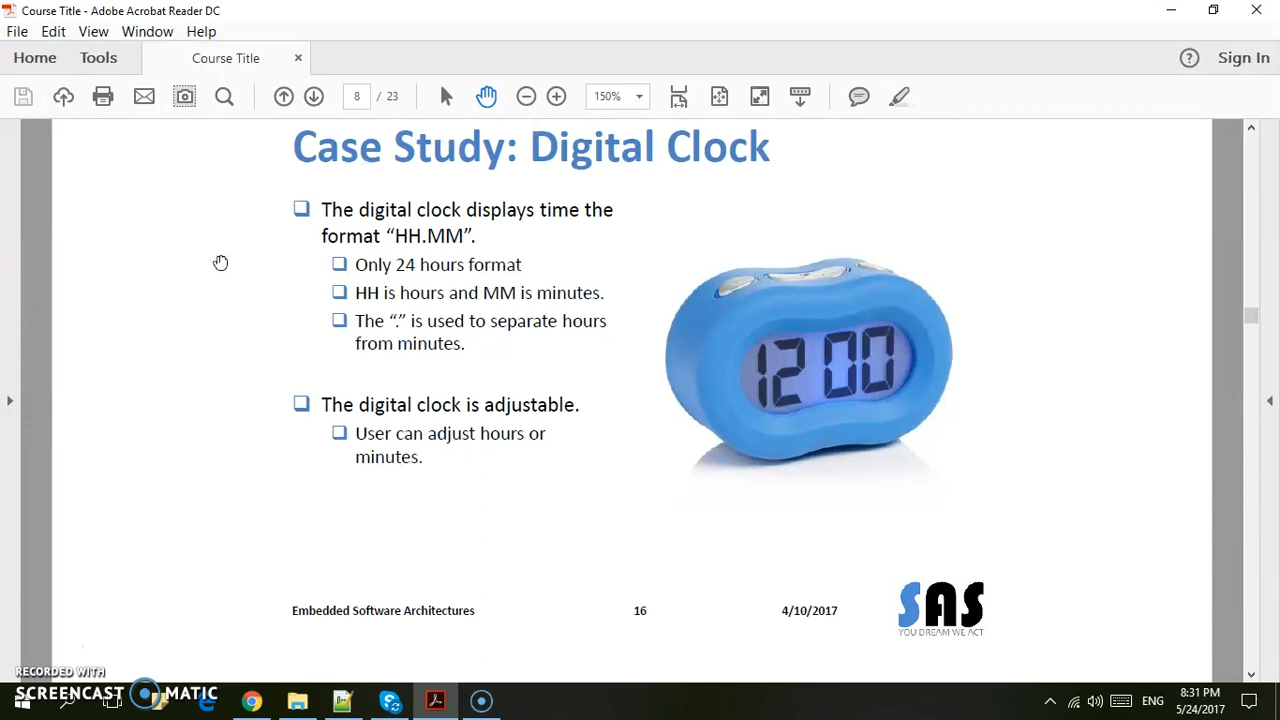 Course Title - Adobe Acrobat Reader DC
File Edit View Window Help
Home Tools Course Title × Sign In
8 / 23 150%
Case Study: Digital Clock
The digital clock displays time the
format “HH.MM”.
Only 24 hours format
HH is hours and MM is minutes.
The “.” is used to separate hours
from minutes.
12 00
The digital clock is adjustable.
User can adjust hours or
minutes.
Embedded Software Architectures 16 4/10/2017
SAS
YOU DREAM WE ACT
RECORDED WITH
SCREENCAST MATIC
ENG
8:31 PM
5/24/2017